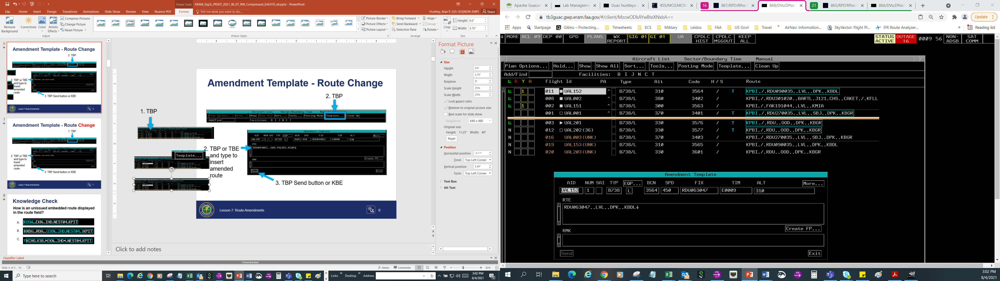 Picture Tools
ERAM_Stg3c_PRS07_2021_06_07_RW_Compressed_EAE410_ah.pptx - PowerPoint
File Home Insert Design Transitions Animations Slide Show Review View Nuance PDF Format Tell me what you want to do... Huntley, Alan P. [US-US](NON-EMP) Share
Remove Background
Corrections
Color
Artistic Effects
Compress Pictures
Change Picture
Reset Picture
Adjust
Picture Styles
Picture Border
Picture Effects
Picture Layout
Bring Forward
Send Backward
Selection Pane
Align
Group
Rotate
Arrange
Crop
Height: 0.6"
Width: 3.76"
Size
6
Amendment Template - Route Change
2. TBP
2. TBP or TBE and type to insert amended route
3. TBP Send button or KBE
Lesson 7: Route Amendments 6
7
Amendment Template - Route Change
1. TBP
2. TBP or TBE and type to insert amended route
3. TBP Send button or KBE
Lesson 7: Route Amendments 7
8
Knowledge Check
How is an unissued embedded route displayed in the route field?
A. KUSW..EKN..IHD.NEST04.KPIT
B. KRDU..ROA..[EKN..IHD.NEST04.]KPIT
C. TKCHO.V38.➤EKN..IHD<.NEST04.KPIT
Amendment Template - Route Change
2. TBP
1. TBP
Aircraft List Sector/Boundary Time
Plan Options... Hold... Show Show All Sort... Tools... Posting Mode Template... Clean Up
Add/Find Facilities: B I J N C T
Template...
2. TBP or TBE
and type to
insert
amended
route
Amendment Template
AID NUM SAI TYP EQP... BCN SPD FIX TIM ALT More...
UAL207 1 B738 L 3605 450 RDU044063 E0040 330
RTE
RDU044063..DQO.PHLBO3.KEWR↓
Create FP...
RMK
Send Exit
3. TBP Send button or KBE
Lesson 7: Route Amendments 6
Click to add notes
Format Picture
Size
Height 0.6"
Width 3.76"
Rotation 0°
Scale Height 25%
Scale Width 25%
Lock aspect ratio
Relative to original picture size
Best scale for slide show
Resolution 640 x 480
Original size
Height: 11.25" Width: 40"
Reset
Position
Horizontal position -3.11"
From Top Left Corner
Vertical position 5.49"
From Top Left Corner
Text Box
Alt Text
Classifier Label
Unrestricted
Slide 6 of 0 .. 76
Notes Comments 80%
Type here to search
Links Desktop Address
3:02 PM
8/4/2021
Apache Guacam
Lab Manageme
Guac huntleya
455/MCG:MCW
16
867/RPD:RPos:
868/DVu:DPos:
21
865/RPD:RPos:
866/DVu:DPos:
tb3guac.gwp.eram.faa.gov/#/client/MzcwODkAYwBteXNxbA==
Update
Apps Startpage Gibiru – Protecting... Timesheets ECS Military Leidos FAA US Govt Travel AirNav: Information... SkyVector: Flight Pl... IFR Route Analyzer... » Reading list
MORE ACL 09 DEP 00 GPD PLANS WX REPORT SIG 01 GI 01 UA CPDLC HIST CPDLC MSGOUT KEEP ALL STATUS ACTIVE OUTAGE 16 0009 56 NON-ADSB SAT COMM
Aircraft List Sector/Boundary Time Manual
Plan Options... Hold... Show Show All Sort... Tools... Posting Mode Template... Clean Up
Add/Find Facilities: B I J N C T
R Y A Flight Id PA Type Alt Code H / S Route
1 011 UAL152 ^ B738/L 310 3564 / T KPBI./.RDU090035..LVL..DPK..KBDL
008 UAL002 ^ B738/L 380 3402 / KPBI./.RDU301020..BARTL.J121.CHS..CAKET./.KFLL
1 002 UAL151 ^ B738/L 300 3563 / KPBI./.FAK191044..LVL..KMIA
001 UAL001 ^ B738/L 370 3401 / T KPBI./.RDU270035..LVL..SBJ..DPK..KBGR
003 UAL201 B738/L 330 3576 / T KPBI./.RDU..OOD..DPK..KBGR
N 012 UAL202(36) B738/L 330 3577 / T KPBI./.RDU..OOD..DPK..KBGR
N 016 UAL003(UNK) B738/L 370 3403 / KPBI./.RDU270035..LVL..SBJ..DPK..KBGR
N 019 UAL153(UNK) B738/L 310 3565 / KPBI./.RDU090035..LVL..DPK..KBDL
N 020 UAL203(UNK) B738/L 330 3601 / KPBI./.RDU..OOD..DPK..KBGR
Amendment Template
AID NUM SAI TYP EQP... BCN SPD FIX TIM ALT More...
UAL152 1 B738 L 3564 450 RDU063047 E0009 310
RTE
RDU063047..LVL..DPK..KBDL↓
Create FP...
RMK
Send Exit
3:02 PM
8/4/2021